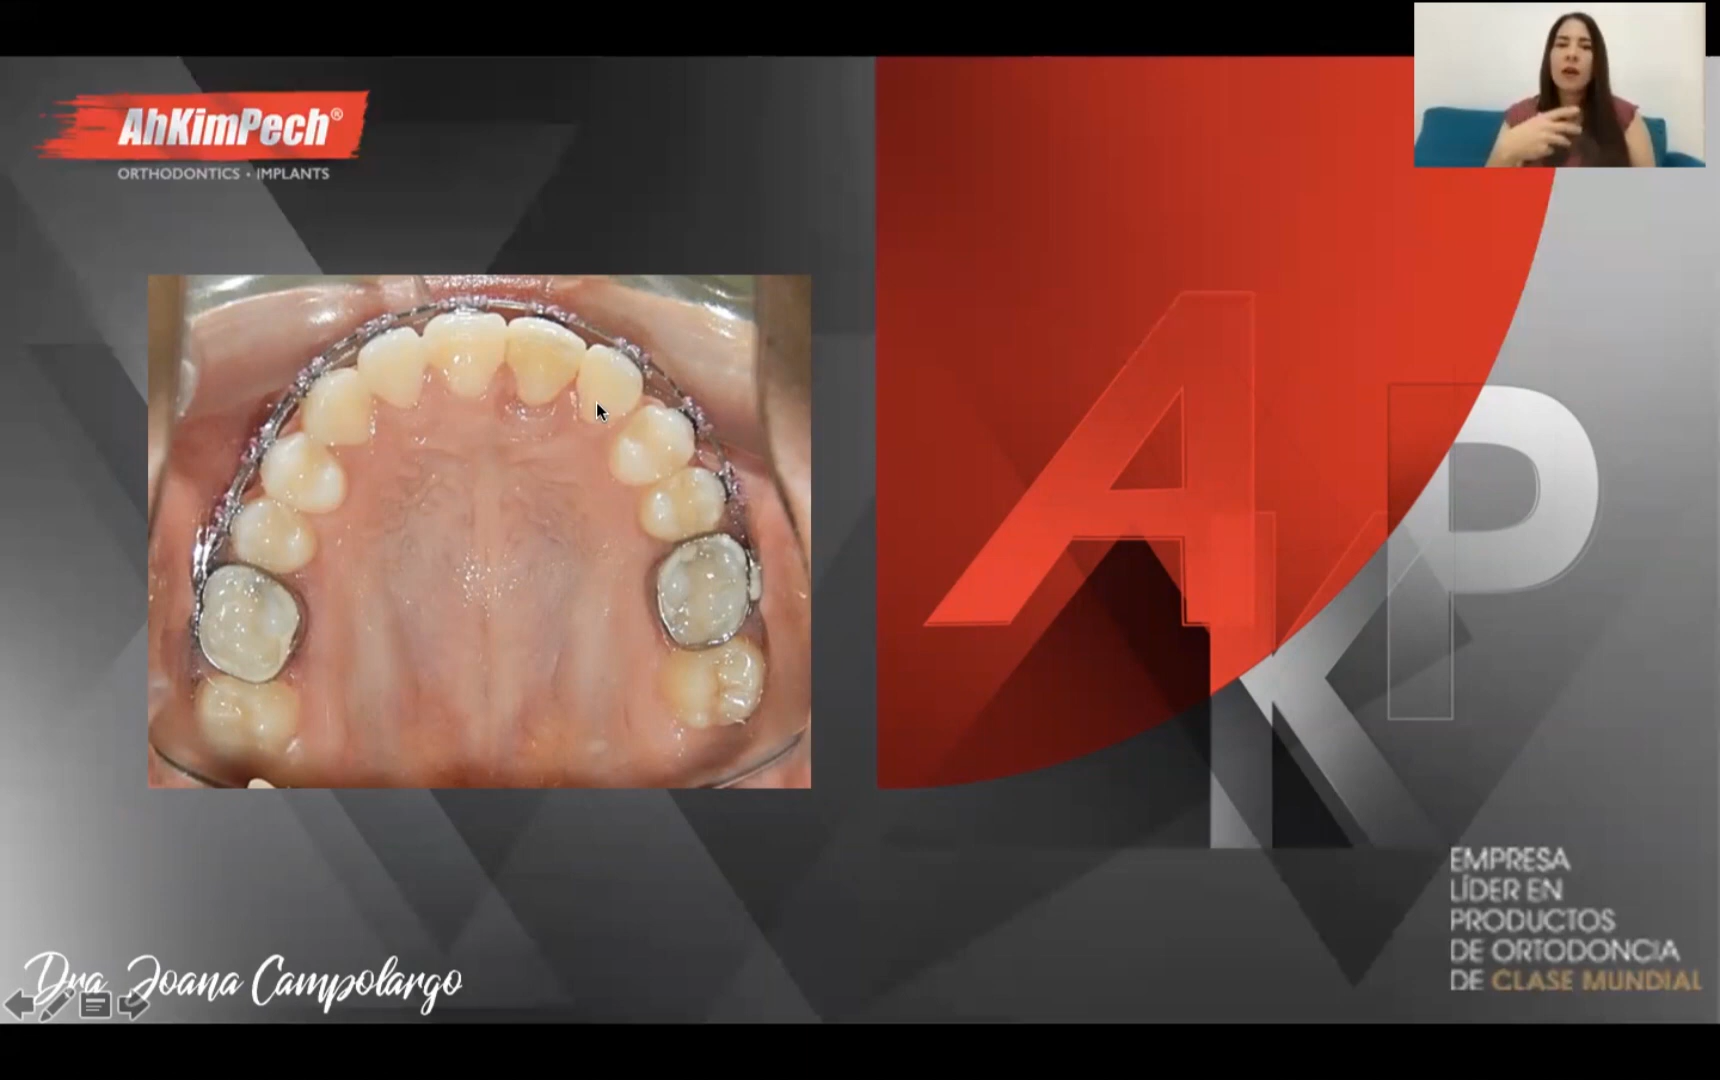 AhKimPech®
ORTHODONTICS • IMPLANTS
AKP
EMPRESA
LÍDER EN
PRODUCTOS
DE ORTODONCIA
DE CLASE MUNDIAL
Dra Joana Campolargo